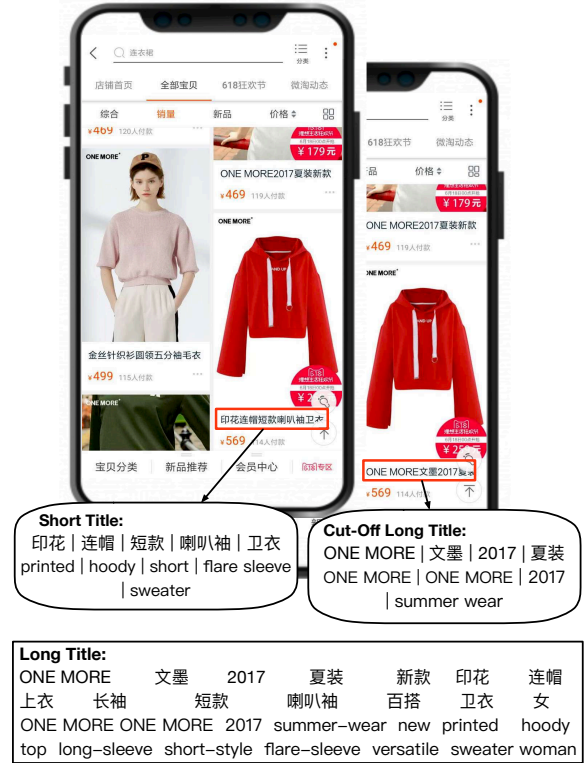 连衣裙
分类
店铺首页 全部宝贝 618狂欢节 微淘动态
综合 销量 新品 价格
¥469 120人付款
¥179元
ONE MORE
ONE MORE2017夏装新款
¥469 119人付款
ONE MORE
金丝针织衫圆领五分袖毛衣
¥499 115人付款
ONE MORE
印花连帽短款喇叭袖卫衣
¥569 114人付款
宝贝分类 新品推荐 会员中心
分类
618狂欢节 微淘动态
品 价格
¥179元
ONE MORE2017夏装新款
¥469 119人付款
ONE MORE
ONE MORE文墨2017夏装
¥569 114人付款
Short Title:
印花 | 连帽 | 短款 | 喇叭袖 | 卫衣
printed | hoody | short | flare sleeve
| sweater
Cut-Off Long Title:
ONE MORE | 文墨 | 2017 | 夏装
ONE MORE | ONE MORE | 2017
| summer wear
Long Title:
ONE MORE 文墨 2017 夏装 新款 印花 连帽
上衣 长袖 短款 喇叭袖 百搭 卫衣 女
ONE MORE ONE MORE 2017 summer-wear new printed hoody
top long-sleeve short-style flare-sleeve versatile sweater woman